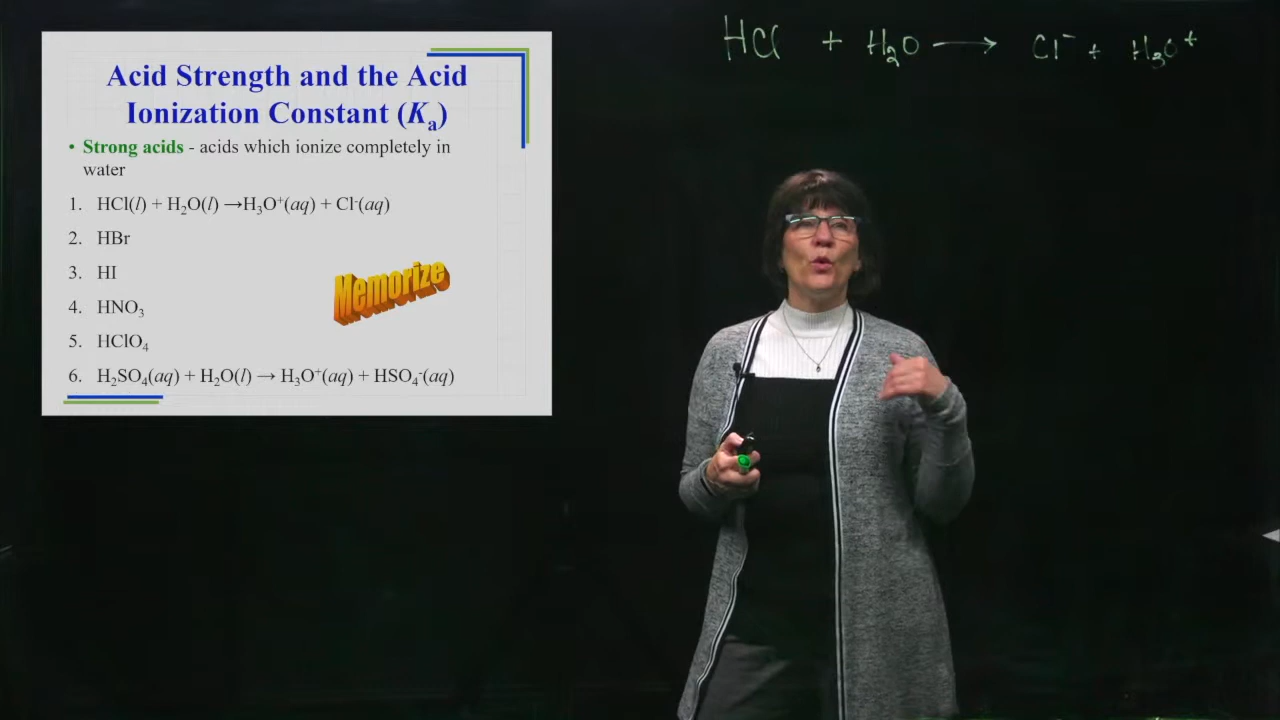 Acid Strength and the Acid
Ionization Constant (Kₐ)
• Strong acids - acids which ionize completely in
water
1. HCl(l) + H₂O(l) →H₃O⁺(aq) + Cl⁻(aq)
2. HBr
3. HI
4. HNO₃
5. HClO₄
6. H₂SO₄(aq) + H₂O(l) → H₃O⁺(aq) + HSO₄⁻(aq)
Memorize
HCl + H₂O ⟶ Cl⁻ + H₃O⁺